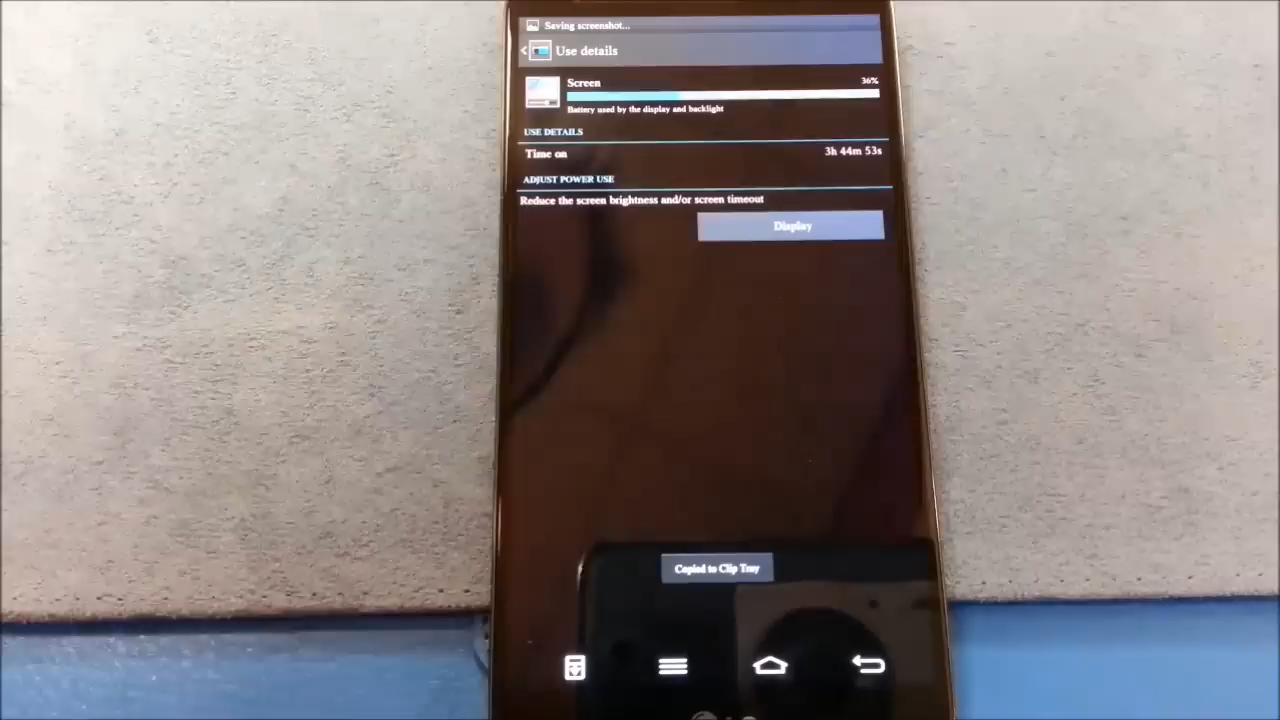 Saving screenshot...
Use details
Screen 36%
Battery used by the display and backlight
USE DETAILS
Time on 3h 44m 53s
ADJUST POWER USE
Reduce the screen brightness and/or screen timeout
Display
Copied to Clip Tray